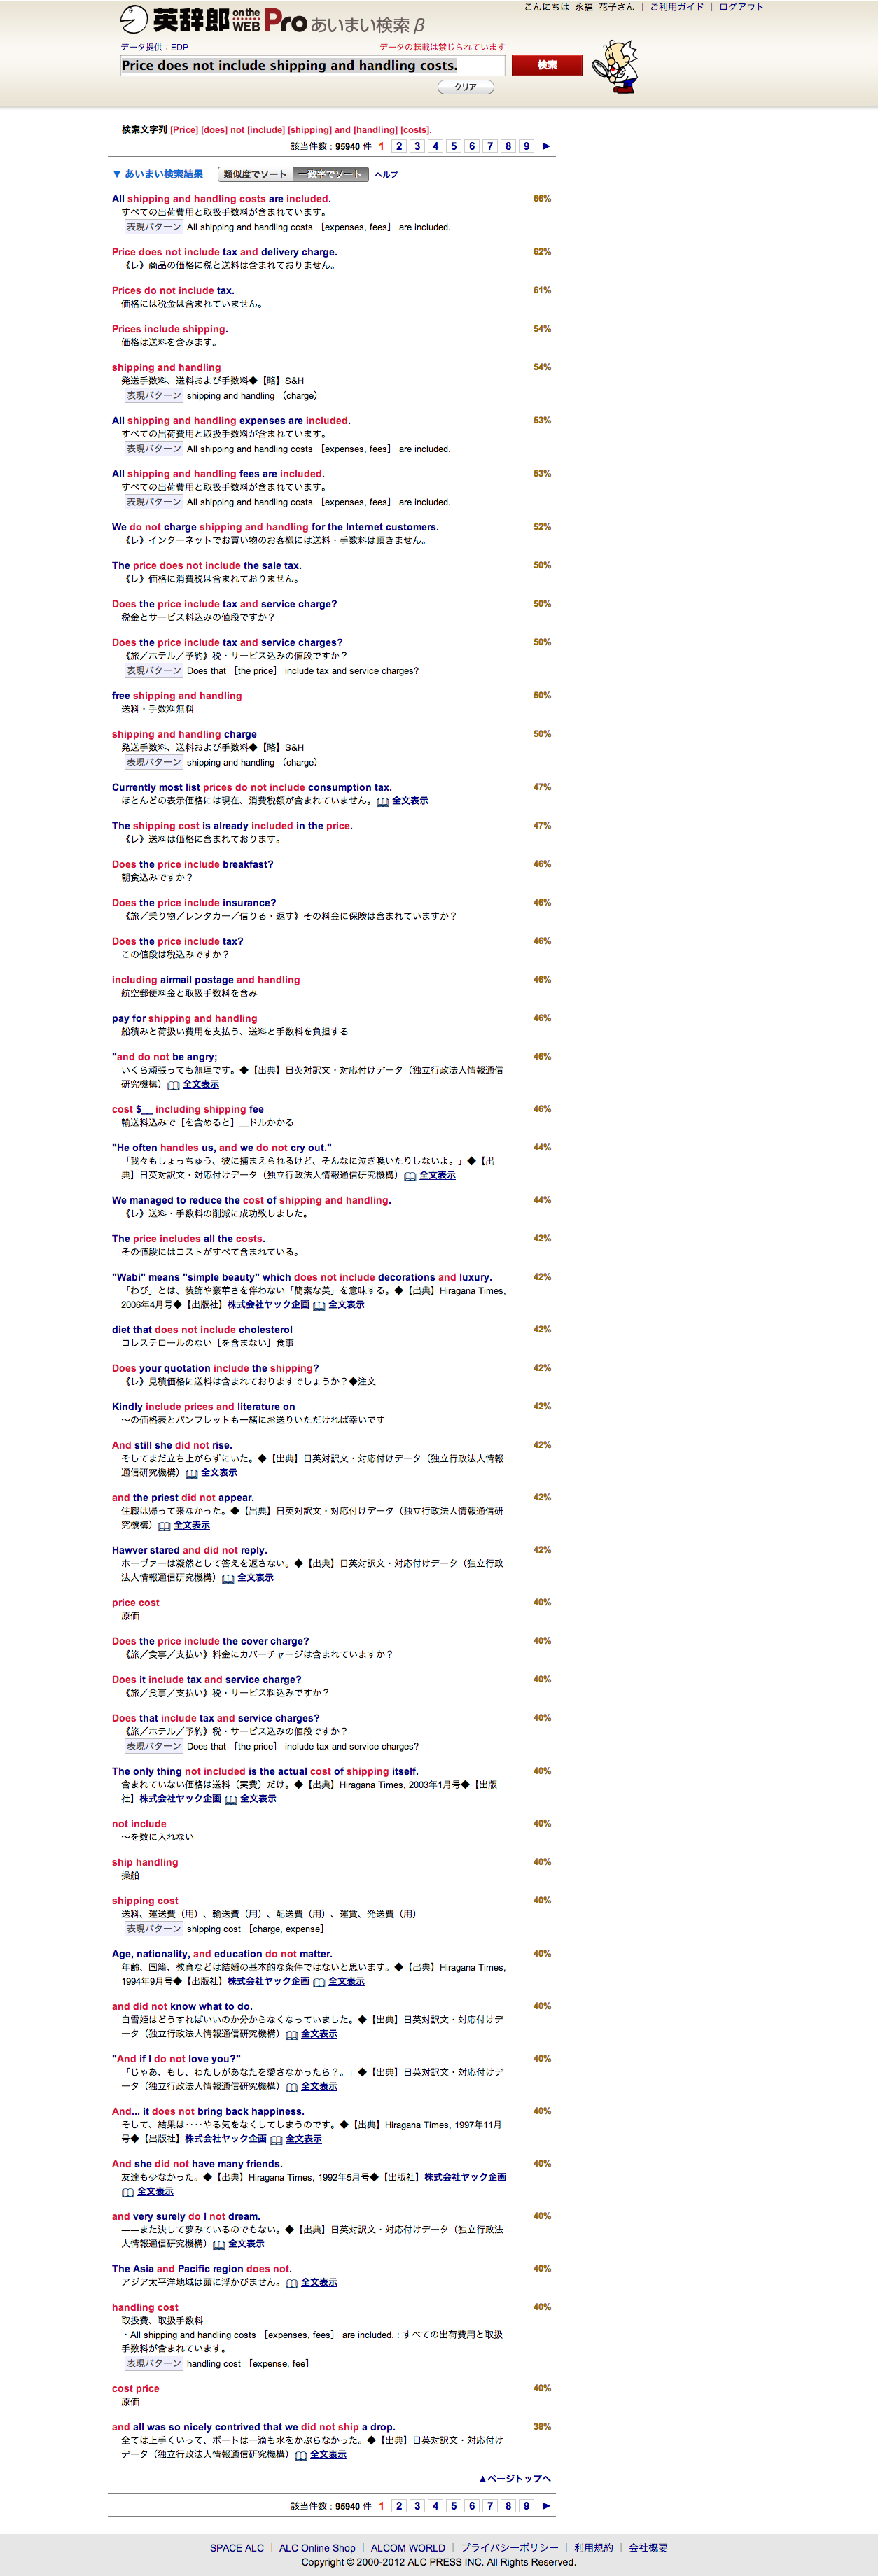 こんにちは 永福 花子さん | ご利用ガイド | ログアウト
英辞郎 on the WEB Pro あいまい検索 β
データ提供：EDP データの転載は禁じられています
Price does not include shipping and handling costs. 検索
クリア
検索文字列 [Price] [does] not [include] [shipping] and [handling] [costs].
該当件数 : 95940 件 1 2 3 4 5 6 7 8 9 ▶
▼ あいまい検索結果 類似度でソート 一致率でソート ヘルプ
All shipping and handling costs are included. 66%
すべての出荷費用と取扱手数料が含まれています。
表現パターン All shipping and handling costs ［expenses, fees］ are included.
Price does not include tax and delivery charge. 62%
《レ》商品の価格に税と送料は含まれておりません。
Prices do not include tax. 61%
価格には税金は含まれていません。
Prices include shipping. 54%
価格は送料を含みます。
shipping and handling 54%
発送手数料、送料および手数料◆【略】S&H
表現パターン shipping and handling （charge）
All shipping and handling expenses are included. 53%
すべての出荷費用と取扱手数料が含まれています。
表現パターン All shipping and handling costs ［expenses, fees］ are included.
All shipping and handling fees are included. 53%
すべての出荷費用と取扱手数料が含まれています。
表現パターン All shipping and handling costs ［expenses, fees］ are included.
We do not charge shipping and handling for the Internet customers. 52%
《レ》インターネットでお買い物のお客様には送料・手数料は頂きません。
The price does not include the sale tax. 50%
《レ》価格に消費税は含まれておりません。
Does the price include tax and service charge? 50%
税金とサービス料込みの値段ですか？
Does the price include tax and service charges? 50%
《旅／ホテル／予約》税・サービス込みの値段ですか？
表現パターン Does that ［the price］ include tax and service charges?
free shipping and handling 50%
送料・手数料無料
shipping and handling charge 50%
発送手数料、送料および手数料◆【略】S&H
表現パターン shipping and handling （charge）
Currently most list prices do not include consumption tax. 47%
ほとんどの表示価格には現在、消費税額が含まれていません。 全文表示
The shipping cost is already included in the price. 47%
《レ》送料は価格に含まれております。
Does the price include breakfast? 46%
朝食込みですか？
Does the price include insurance? 46%
《旅／乗り物／レンタカー／借りる・返す》その料金に保険は含まれていますか？
Does the price include tax? 46%
この値段は税込みですか？
including airmail postage and handling 46%
航空郵便料金と取扱手数料を含み
pay for shipping and handling 46%
船積みと荷扱い費用を支払う、送料と手数料を負担する
"and do not be angry; 46%
いくら頑張っても無理です。◆【出典】日英対訳文・対応付けデータ（独立行政法人情報通信
研究機構） 全文表示
cost $__ including shipping fee 46%
輸送料込みで［を含めると］__ドルかかる
"He often handles us, and we do not cry out." 44%
「我々もしょっちゅう、彼に捕まえられるけど、そんなに泣き喚いたりしないよ。」◆【出
典】日英対訳文・対応付けデータ（独立行政法人情報通信研究機構） 全文表示
We managed to reduce the cost of shipping and handling. 44%
《レ》送料・手数料の削減に成功致しました。
The price includes all the costs. 42%
その値段にはコストがすべて含まれている。
"Wabi" means "simple beauty" which does not include decorations and luxury. 42%
「わび」とは、装飾や豪華さを伴わない「簡素な美」を意味する。◆【出典】Hiragana Times,
2006年4月号◆【出版社】株式会社ヤック企画 全文表示
diet that does not include cholesterol 42%
コレステロールのない［を含まない］食事
Does your quotation include the shipping? 42%
《レ》見積価格に送料は含まれておりますでしょうか？◆注文
Kindly include prices and literature on 42%
～の価格表とパンフレットも一緒にお送りいただければ幸いです
And still she did not rise. 42%
そしてまだ立ち上がらずにいた。◆【出典】日英対訳文・対応付けデータ（独立行政法人情報
通信研究機構） 全文表示
and the priest did not appear. 42%
住職は帰って来なかった。◆【出典】日英対訳文・対応付けデータ（独立行政法人情報通信研
究機構） 全文表示
Hawver stared and did not reply. 42%
ホーヴァーは凝然として答えを返さない。◆【出典】日英対訳文・対応付けデータ（独立行政
法人情報通信研究機構） 全文表示
price cost 40%
原価
Does the price include the cover charge? 40%
《旅／食事／支払い》料金にカバーチャージは含まれていますか？
Does it include tax and service charge? 40%
《旅／食事／支払い》税・サービス料込みですか？
Does that include tax and service charges? 40%
《旅／ホテル／予約》税・サービス込みの値段ですか？
表現パターン Does that ［the price］ include tax and service charges?
The only thing not included is the actual cost of shipping itself. 40%
含まれていない価格は送料（実費）だけ。◆【出典】Hiragana Times, 2003年1月号◆【出版
社】株式会社ヤック企画 全文表示
not include 40%
～を数に入れない
ship handling 40%
操船
shipping cost 40%
送料、運送費（用）、輸送費（用）、配送費（用）、運賃、発送費（用）
表現パターン shipping cost ［charge, expense］
Age, nationality, and education do not matter. 40%
年齢、国籍、教育などは結婚の基本的な条件ではないと思います。◆【出典】Hiragana Times,
1994年9月号◆【出版社】株式会社ヤック企画 全文表示
and did not know what to do. 40%
白雪姫はどうすればいいのか分からなくなっていました。◆【出典】日英対訳文・対応付けデ
ータ（独立行政法人情報通信研究機構） 全文表示
"And if I do not love you?" 40%
「じゃあ、もし、わたしがあなたを愛さなかったら？。」◆【出典】日英対訳文・対応付けデ
ータ（独立行政法人情報通信研究機構） 全文表示
And... it does not bring back happiness. 40%
そして、結果は‥‥やる気をなくしてしまうのです。◆【出典】Hiragana Times, 1997年11月
号◆【出版社】株式会社ヤック企画 全文表示
And she did not have many friends. 40%
友達も少なかった。◆【出典】Hiragana Times, 1992年5月号◆【出版社】株式会社ヤック企画
全文表示
and very surely do I not dream. 40%
――また決して夢みているのでもない。◆【出典】日英対訳文・対応付けデータ（独立行政法
人情報通信研究機構） 全文表示
The Asia and Pacific region does not. 40%
アジア太平洋地域は頭に浮かびません。 全文表示
handling cost 40%
取扱費、取扱手数料
・All shipping and handling costs ［expenses, fees］ are included. : すべての出荷費用と取扱
手数料が含まれています。
表現パターン handling cost ［expense, fee］
cost price 40%
原価
and all was so nicely contrived that we did not ship a drop. 38%
全ては上手くいって、ボートは一滴も水をかぶらなかった。◆【出典】日英対訳文・対応付け
データ（独立行政法人情報通信研究機構） 全文表示
▲ページトップへ
該当件数 : 95940 件 1 2 3 4 5 6 7 8 9 ▶
SPACE ALC | ALC Online Shop | ALCOM WORLD | プライバシーポリシー | 利用規約 | 会社概要
Copyright © 2000-2012 ALC PRESS INC. All Rights Reserved.